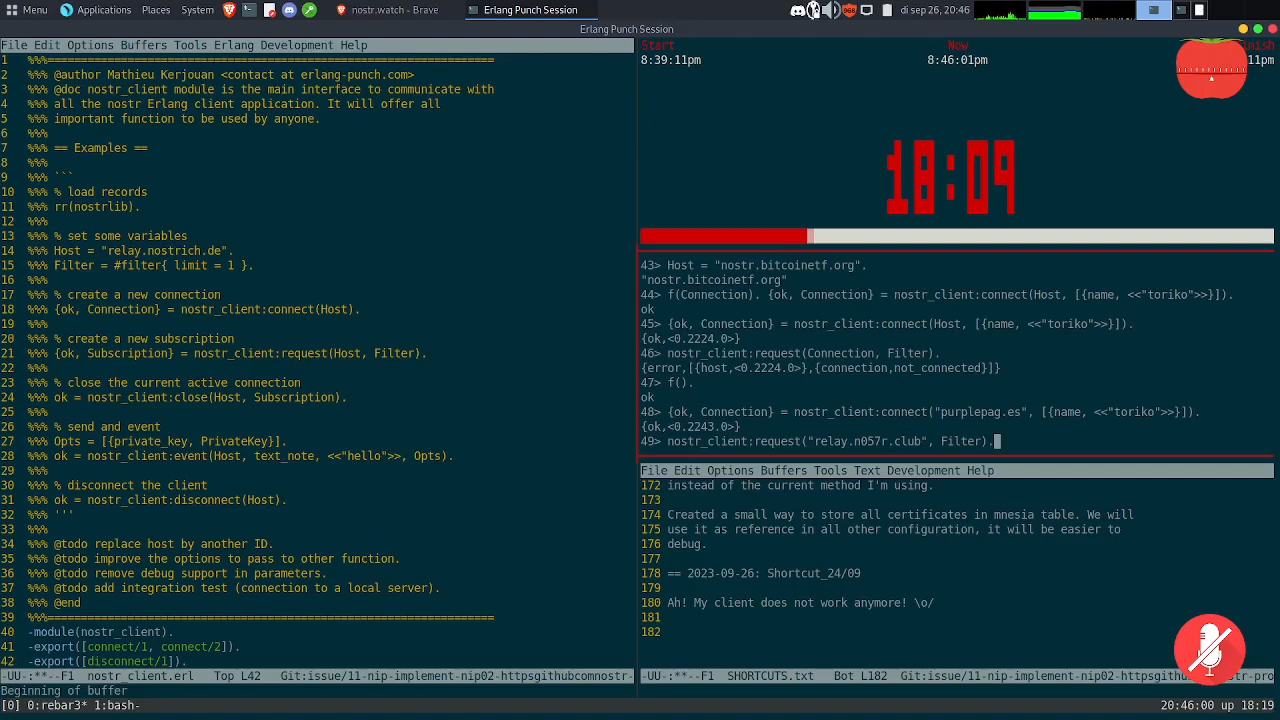 Menu Applications Places System nostr.watch - Brave Erlang Punch Session 968 di sep 26, 20:46
Erlang Punch Session
File Edit Options Buffers Tools Erlang Development Help
1 %%%===================================================================
2 %%% @author Mathieu Kerjouan <contact at erlang-punch.com>
3 %%% @doc nostr_client module is the main interface to communicate with
4 %%% all the nostr Erlang client application. It will offer all
5 %%% important function to be used by anyone.
6 %%%
7 %%% == Examples ==
8 %%%
9 %%% ```
10 %%% % load records
11 %%% rr(nostrlib).
12 %%%
13 %%% % set some variables
14 %%% Host = "relay.nostrich.de".
15 %%% Filter = #filter{ limit = 1 }.
16 %%%
17 %%% % create a new connection
18 %%% {ok, Connection} = nostr_client:connect(Host).
19 %%%
20 %%% % create a new subscription
21 %%% {ok, Subscription} = nostr_client:request(Host, Filter).
22 %%%
23 %%% % close the current active connection
24 %%% ok = nostr_client:close(Host, Subscription).
25 %%%
26 %%% % send and event
27 %%% Opts = [{private_key, PrivateKey}].
28 %%% ok = nostr_client:event(Host, text_note, <<"hello">>, Opts).
29 %%%
30 %%% % disconnect the client
31 %%% ok = nostr_client:disconnect(Host).
32 %%% '''
33 %%%
34 %%% @todo replace host by another ID.
35 %%% @todo improve the options to pass to other function.
36 %%% @todo remove debug support in parameters.
37 %%% @todo add integration test (connection to a local server).
38 %%% @end
39 %%%===================================================================
40 -module(nostr_client).
41 -export([connect/1, connect/2]).
42 -export([disconnect/1]).
-UU-:**--F1 nostr_client.erl Top L42 Git:issue/11-nip-implement-nip02-httpsgithubcomnostr-
Beginning of buffer
Start Now inish
8:39:11pm 8:46:01pm 11pm
18:09
43> Host = "nostr.bitcoinetf.org".
"nostr.bitcoinetf.org"
44> f(Connection). {ok, Connection} = nostr_client:connect(Host, [{name, <<"toriko">>}]).
ok
45> {ok, Connection} = nostr_client:connect(Host, [{name, <<"toriko">>}]).
{ok,<0.2224.0>}
46> nostr_client:request(Connection, Filter).
{error,[{host,<0.2224.0>},{connection,not_connected}]}
47> f().
ok
48> {ok, Connection} = nostr_client:connect("purplepag.es", [{name, <<"toriko">>}]).
{ok,<0.2243.0>}
49> nostr_client:request("relay.n057r.club", Filter).
File Edit Options Buffers Tools Text Development Help
172 instead of the current method I'm using.
173
174 Created a small way to store all certificates in mnesia table. We will
175 use it as reference in all other configuration, it will be easier to
176 debug.
177
178 == 2023-09-26: Shortcut_24/09
179
180 Ah! My client does not work anymore! \o/
181
182
-UU-:**--F1 SHORTCUTS.txt Bot L182 Git:issue/11-nip-implement-nip02-httpsgithubcomnostr-pro
[0] 0:rebar3* 1:bash- 20:46:00 up 18:19